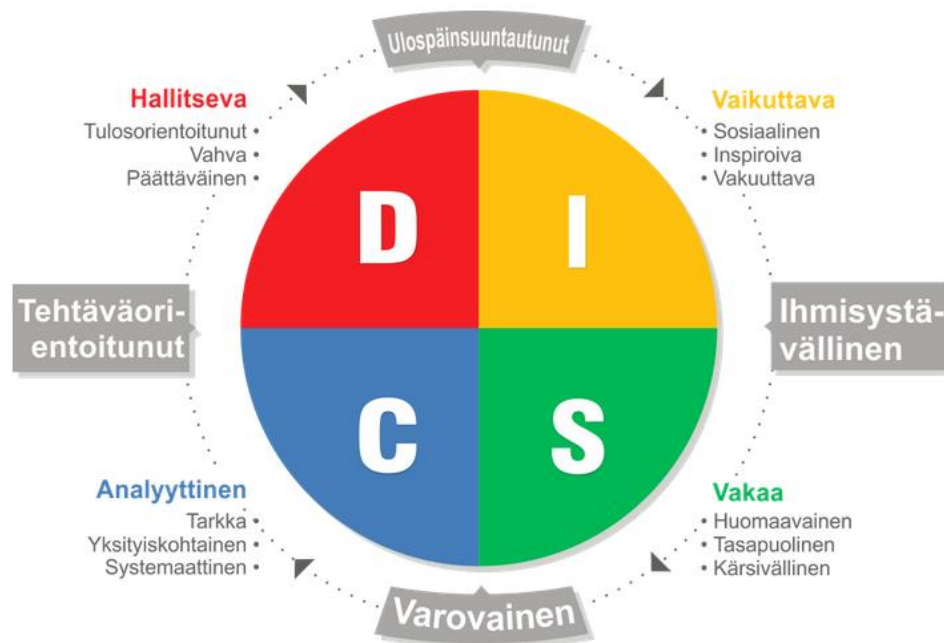 Ulospäinsuuntautunut
Hallitseva
Tulosorientoitunut •
Vahva •
Päättäväinen •
Vaikuttava
• Sosiaalinen
• Inspiroiva
• Vakuuttava
D
I
Tehtäväori-
entoitunut
Ihmisystä-
vällinen
C
S
Analyyttinen
Tarkka •
Yksityiskohtainen •
Systemaattinen •
Vakaa
• Huomaavainen
• Tasapuolinen
• Kärsivällinen
Varovainen